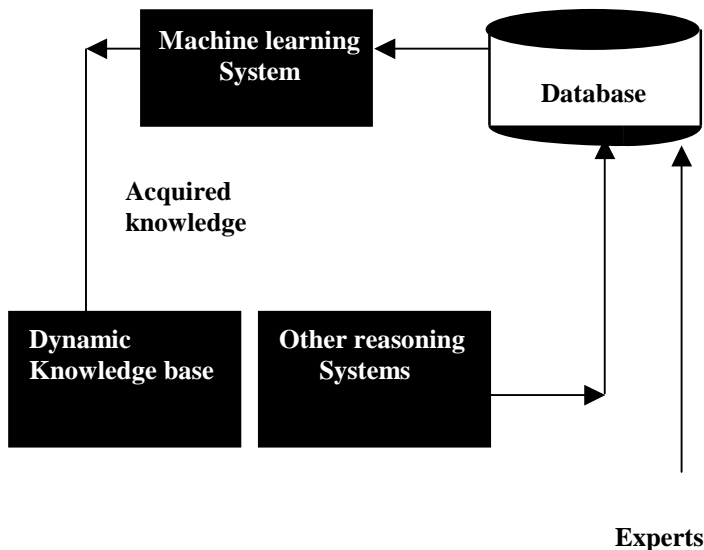 Machine learning
System
Database
Acquired
knowledge
Dynamic
Knowledge base
Other reasoning
Systems
Experts